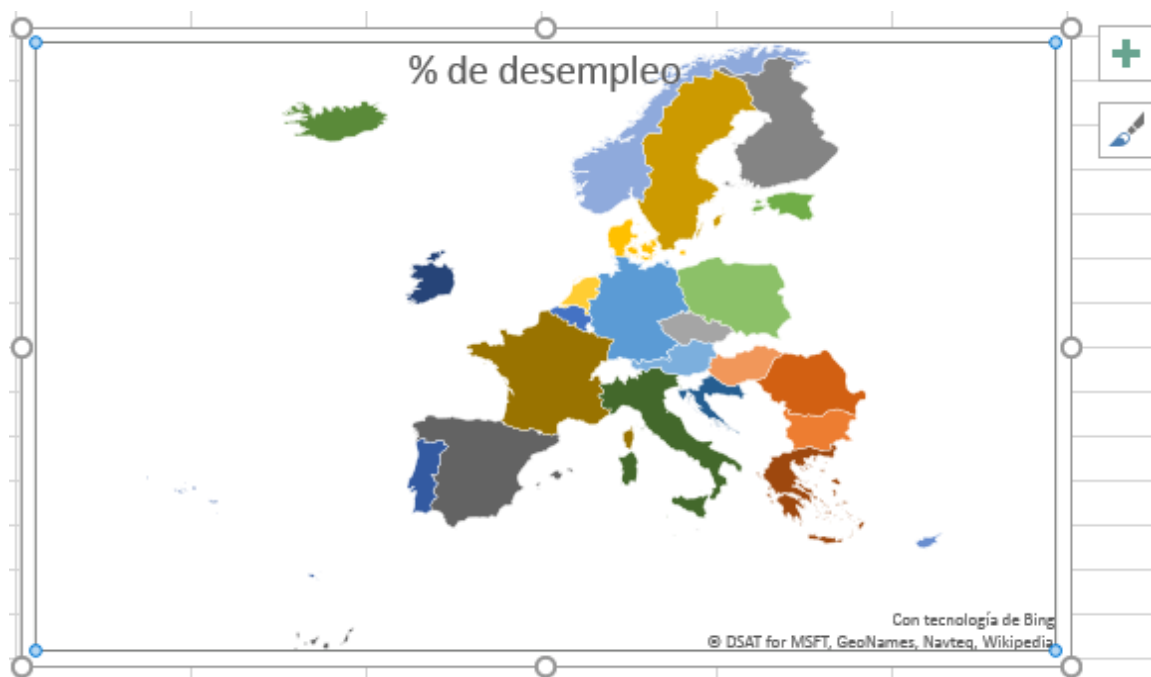 % de desempleo
Con tecnología de Bing
© DSAT for MSFT, GeoNames, Navteq, Wikipedia